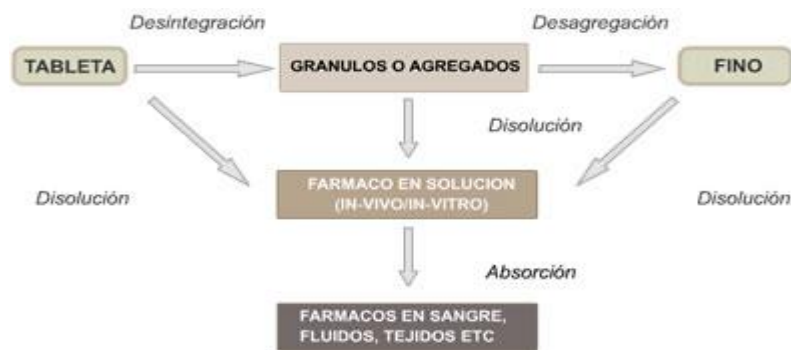 Desintegración
Desagregación
TABLETA
GRANULOS O AGREGADOS
FINO
Disolución
Disolución
FARMACO EN SOLUCION
(IN-VIVO/IN-VITRO)
Disolución
Absorción
FARMACOS EN SANGRE,
FLUIDOS, TEJIDOS ETC